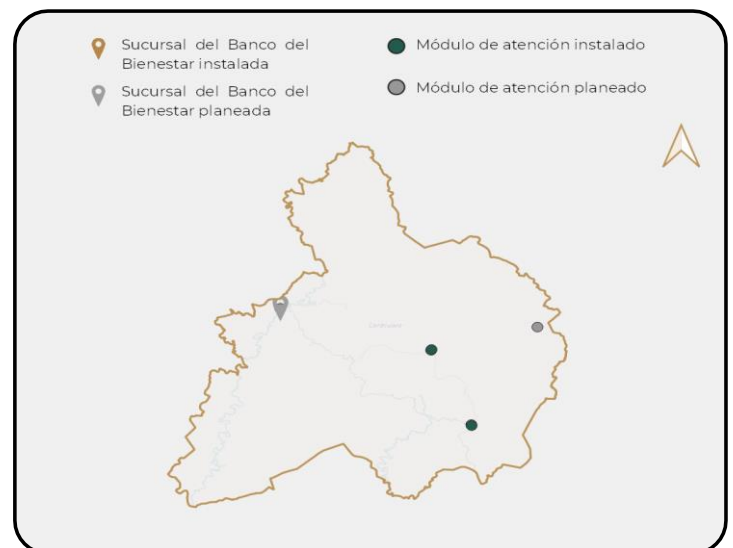 Sucursal del Banco del
Bienestar instalada
Sucursal del Banco del
Bienestar planeada
Módulo de atención instalado
Módulo de atención planeado